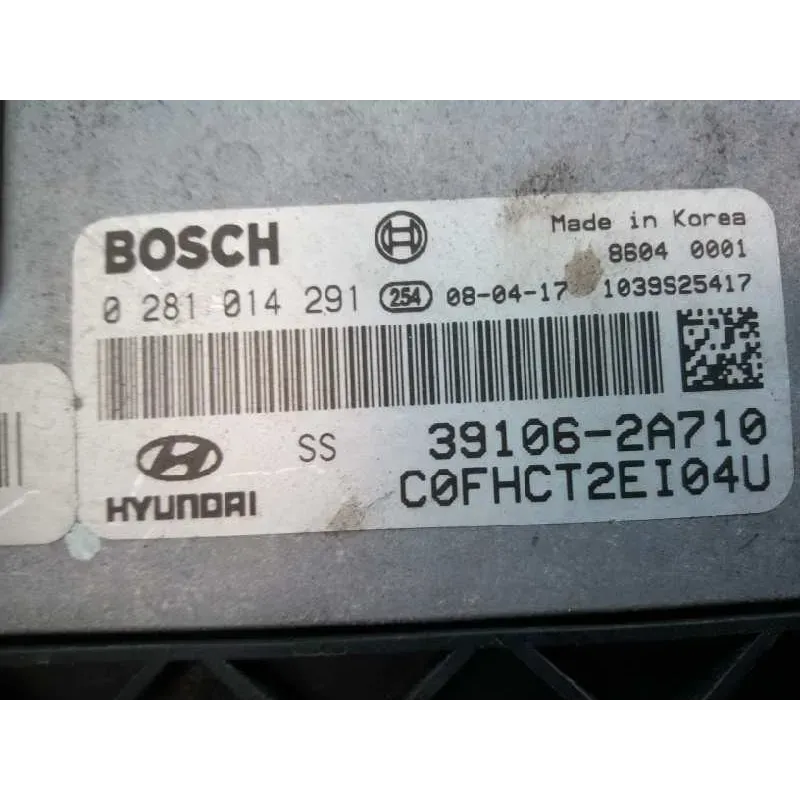 BOSCH
Made in Korea
8604 0001
0 281 014 291 254 08-04-17 1039S25417
SS 39106-2A710
HYUNDAI C0FHCT2EI04U